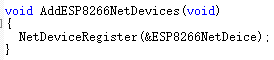 void AddESP8266NetDevices(void)
{
NetDeviceRegister(&ESP8266NetDeice);
}